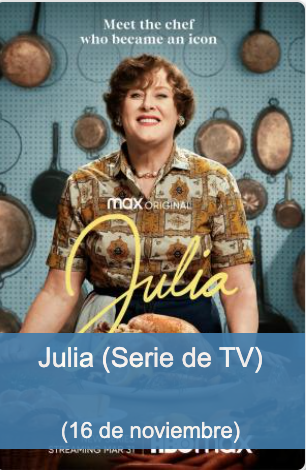 Meet the chef
who became an icon
max ORIGINAL
Julia
Julia (Serie de TV)
(16 de noviembre)
STREAMING MAR 31 | HBOMAX